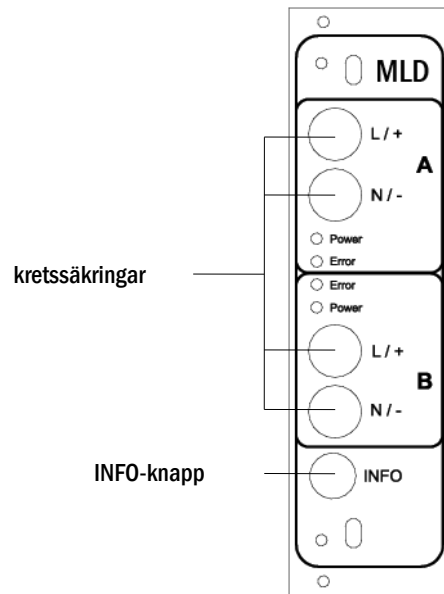 MLD
L / +
A
N / -
Power
Error
kretssäkringar
Error
Power
L / +
B
N / -
INFO-knapp
INFO